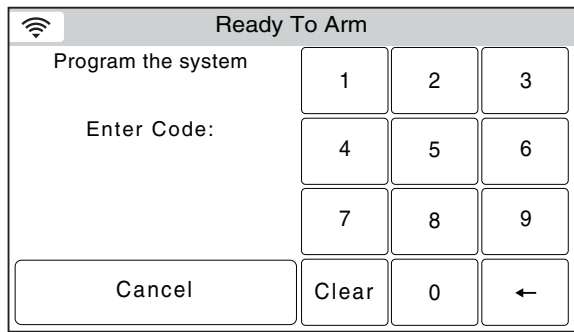 Ready To Arm
Program the system
Enter Code:
1 2 3
4 5 6
7 8 9
Cancel Clear 0 ←